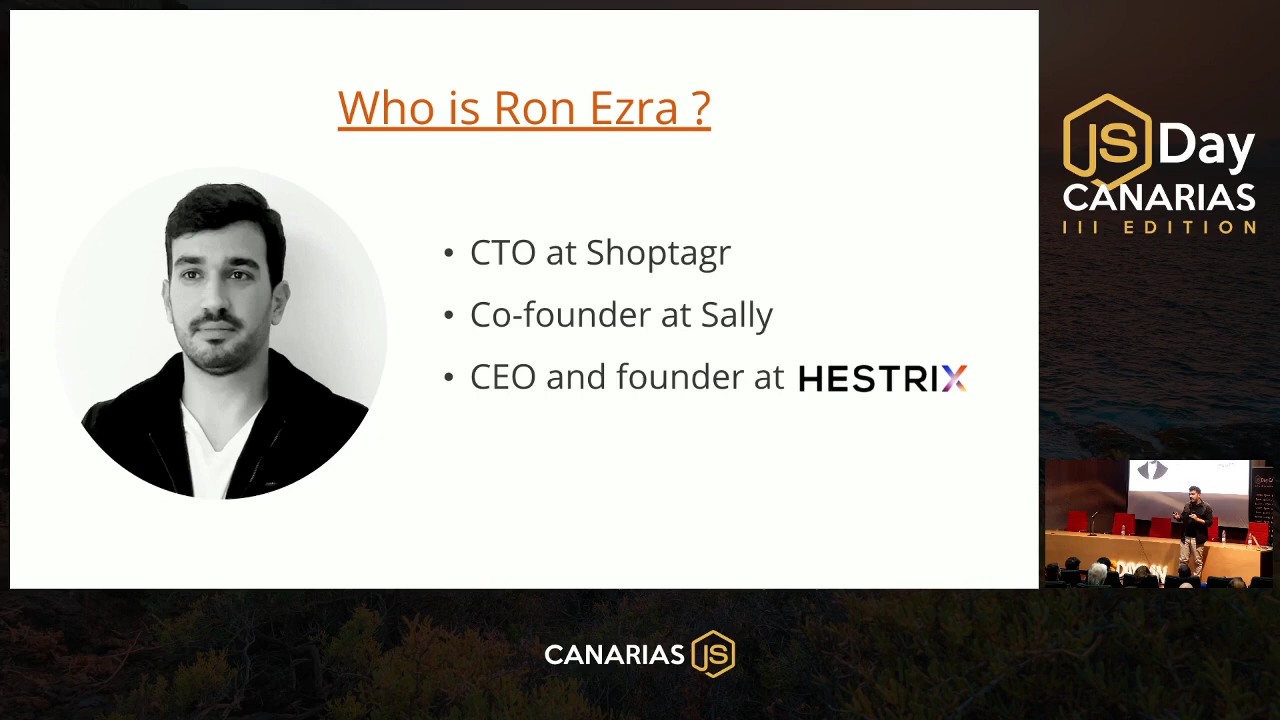 Who is Ron Ezra ?
• CTO at Shoptagr
• Co-founder at Sally
• CEO and founder at HESTRIX
JS Day
CANARIAS
III EDITION
CANARIAS JS